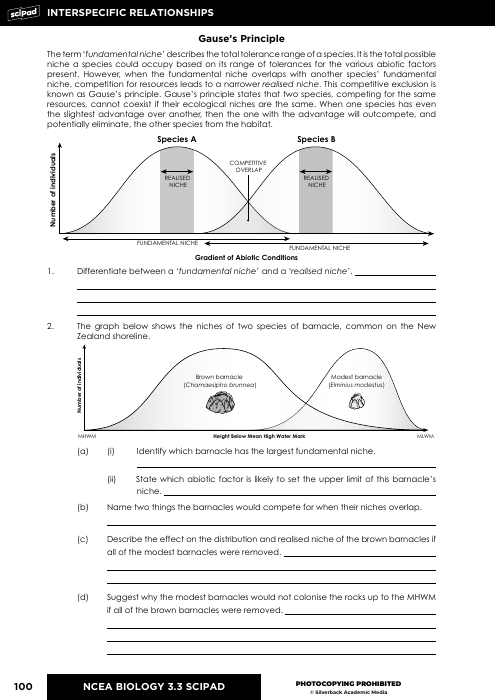 scipad INTERSPECIFIC RELATIONSHIPS
Gause's Principle
The term 'fundamental niche' describes the total tolerance range of a species. It is the total possible
niche a species could occupy based on its range of tolerances for the various abiotic factors
present. However, when the fundamental niche overlaps with another species' fundamental
niche, competition for resources leads to a narrower realised niche. This competitive exclusion is
known as Gause's principle. Gause's principle states that two species, competing for the same
resources, cannot coexist if their ecological niches are the same. When one species has even
the slightest advantage over another, then the one with the advantage will outcompete, and
potentially eliminate, the other species from the habitat.
Species A
Species B
Number of individuals
REALISED
NICHE
COMPETITIVE
OVERLAP
REALISED
NICHE
FUNDAMENTAL NICHE
FUNDAMENTAL NICHE
Gradient of Abiotic Conditions
1. Differentiate between a 'fundamental niche' and a 'realised niche'.
2. The graph below shows the niches of two species of barnacle, common on the New
Zealand shoreline.
Number of individuals
Brown barnacle
(Chamaesipho brunnea)
Modest barnacle
(Elminius modestus)
MHWM
Height Below Mean High Water Mark
MLWM
(a) (i) Identify which barnacle has the largest fundamental niche.
(ii) State which abiotic factor is likely to set the upper limit of this barnacle's
niche.
(b) Name two things the barnacles would compete for when their niches overlap.
(c) Describe the effect on the distribution and realised niche of the brown barnacles if
all of the modest barnacles were removed.
(d) Suggest why the modest barnacles would not colonise the rocks up to the MHWM
if all of the brown barnacles were removed.
100
NCEA BIOLOGY 3.3 SCIPAD
PHOTOCOPYING PROHIBITED
© Silverback Academic Media